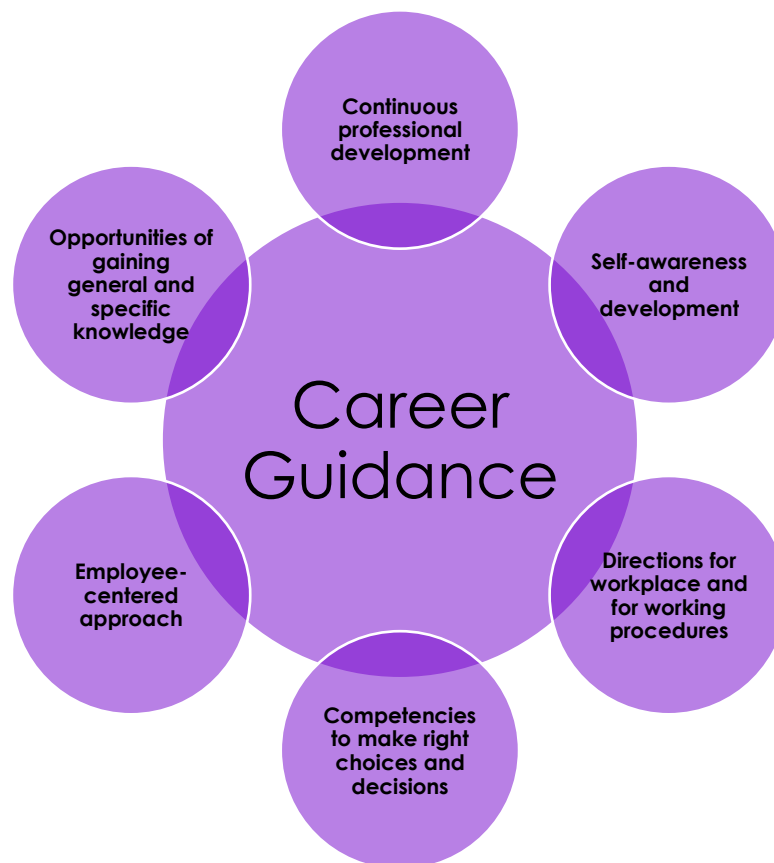 Continuous
professional
development
Opportunities of
gaining
general and
specific
knowledge
Self-awareness
and
development
Career
Guidance
Employee-
centered
approach
Directions for
workplace and
for working
procedures
Competencies
to make right
choices and
decisions